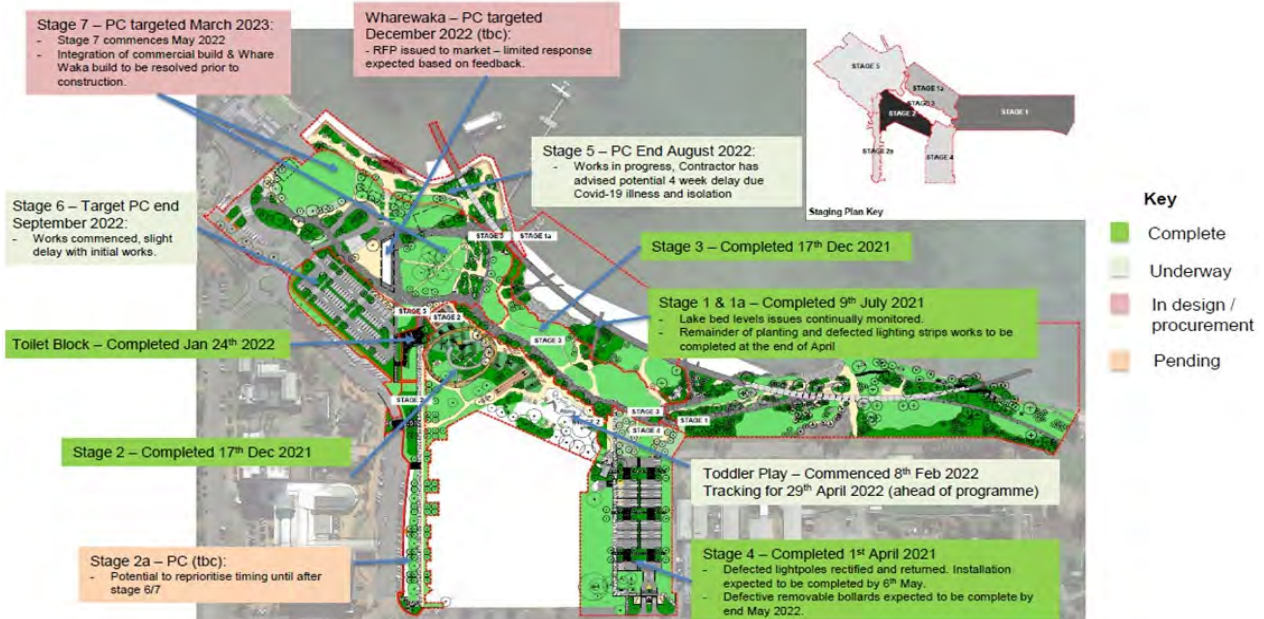 Stage 7 – PC targeted March 2023:
- Stage 7 commences May 2022
- Integration of commercial build & Whare
Waka build to be resolved prior to
construction.
Wharewaka – PC targeted
December 2022 (tbc):
- RFP issued to market – limited response
expected based on feedback.
Stage 5 – PC End August 2022:
- Works in progress, Contractor has
advised potential 4 week delay due
Covid-19 illness and isolation
STAGE 5
STAGE 1a
STAGE 3
STAGE 2
STAGE 1
STAGE 2a
STAGE 4
Staging Plan Key
Key
Complete
Underway
In design /
procurement
Pending
Stage 6 – Target PC end
September 2022:
- Works commenced, slight
delay with initial works.
Stage 3 – Completed 17th Dec 2021
Stage 1 & 1a – Completed 9th July 2021
- Lake bed levels issues continually monitored.
- Remainder of planting and defected lighting strips works to be
completed at the end of April
Toilet Block – Completed Jan 24th 2022
Stage 2 – Completed 17th Dec 2021
Toddler Play – Commenced 8th Feb 2022
Tracking for 29th April 2022 (ahead of programme)
Stage 2a – PC (tbc):
- Potential to reprioritise timing until after
stage 6/7
Stage 4 – Completed 1st April 2021
- Defected lightpoles rectified and returned. Installation
expected to be completed by 6th May.
- Defective removable bollards expected to be complete by
end May 2022.
STAGE 5
STAGE 1a
STAGE 5
STAGE 2
STAGE 3
STAGE 2
STAGE 3
STAGE 1
STAGE 4